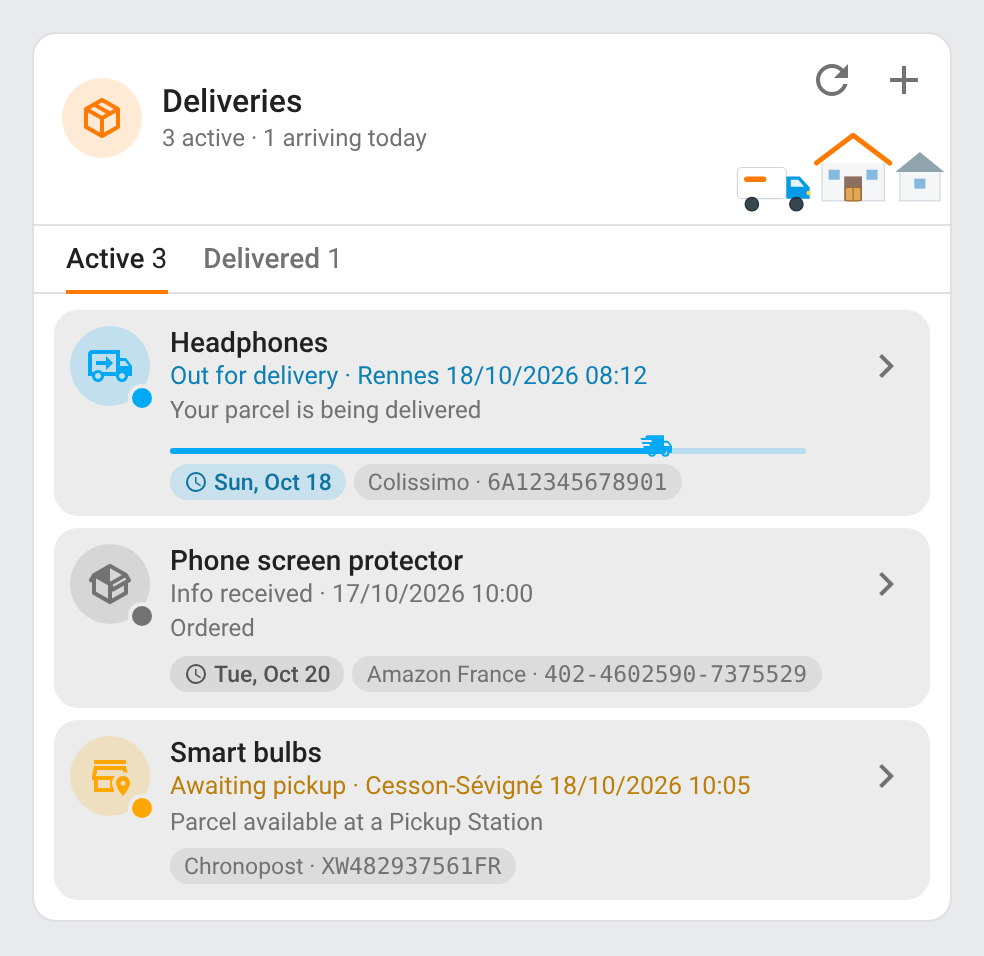 Deliveries
3 active · 1 arriving today
Active 3
Delivered 1
Headphones
Out for delivery · Rennes 18/10/2026 08:12
Your parcel is being delivered
Sun, Oct 18
Colissimo · 6A12345678901
Phone screen protector
Info received · 17/10/2026 10:00
Ordered
Tue, Oct 20
Amazon France · 402-4602590-7375529
Smart bulbs
Awaiting pickup · Cesson-Sévigné 18/10/2026 10:05
Parcel available at a Pickup Station
Chronopost · XW482937561FR